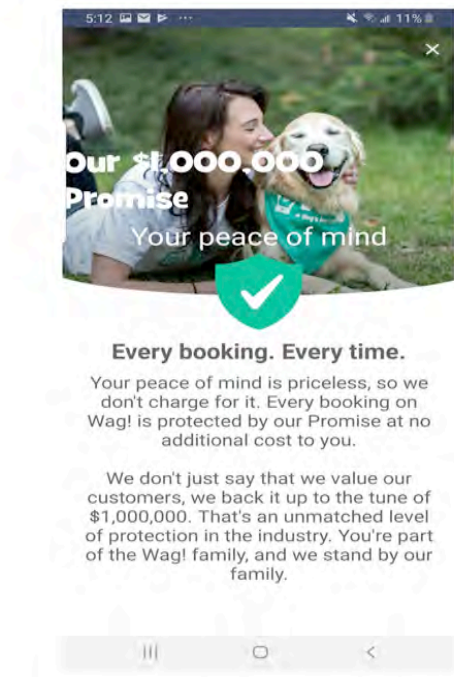 5:12 ...
11%
×
Our $1,000,000
Promise
Your peace of mind
Every booking. Every time.
Your peace of mind is priceless, so we
don't charge for it. Every booking on
Wag! is protected by our Promise at no
additional cost to you.
We don't just say that we value our
customers, we back it up to the tune of
$1,000,000. That's an unmatched level
of protection in the industry. You're part
of the Wag! family, and we stand by our
family.